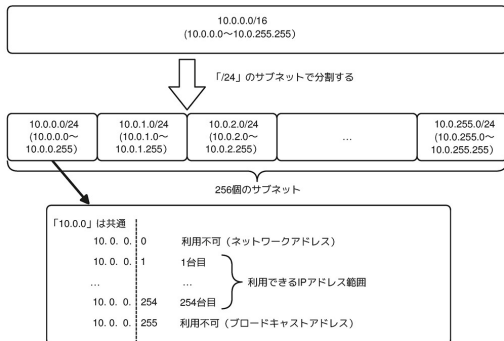 10.0.0.0/16
(10.0.0.0～10.0.255.255)
「/24」のサブネットで分割する
10.0.0.0/24
(10.0.0.0～
10.0.0.255)
10.0.1.0/24
(10.0.1.0～
10.0.1.255)
10.0.2.0/24
(10.0.2.0～
10.0.2.255)
…
10.0.255.0/24
(10.0.255.0～
10.0.255.255)
256個のサブネット
「10.0.0」は共通
10. 0. 0. 0 利用不可（ネットワークアドレス）
10. 0. 0. 1 1台目
… …
利用できるIPアドレス範囲
10. 0. 0. 254 254台目
10. 0. 0. 255 利用不可（ブロードキャストアドレス）